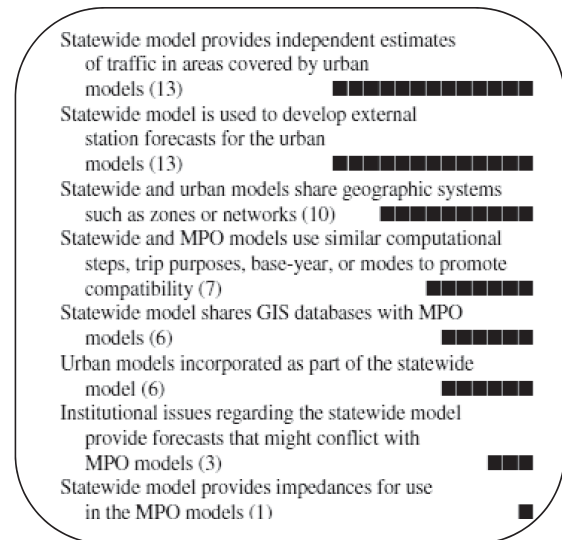 Statewide model provides independent estimates
of traffic in areas covered by urban
models (13)
Statewide model is used to develop external
station forecasts for the urban
models (13)
Statewide and urban models share geographic systems
such as zones or networks (10)
Statewide and MPO models use similar computational
steps, trip purposes, base-year, or modes to promote
compatibility (7)
Statewide model shares GIS databases with MPO
models (6)
Urban models incorporated as part of the statewide
model (6)
Institutional issues regarding the statewide model
provide forecasts that might conflict with
MPO models (3)
Statewide model provides impedances for use
in the MPO models (1)